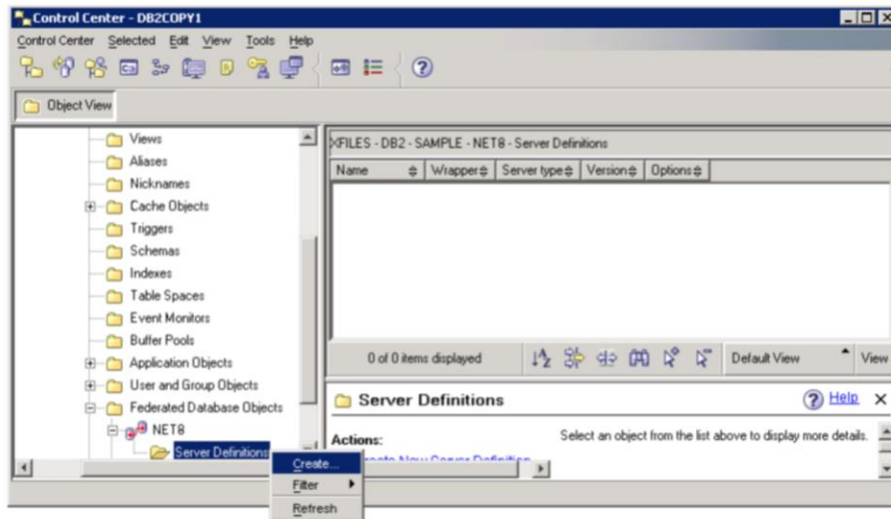 Control Center - DB2COPY1
Control Center Selected Edit View Tools Help
Object View
Views
Aliases
Nicknames
Cache Objects
Triggers
Schemas
Indexes
Table Spaces
Event Monitors
Buffer Pools
Application Objects
User and Group Objects
Federated Database Objects
NET8
Server Definitions
Create...
Filter
Refresh
XFILES - DB2 - SAMPLE - NET8 - Server Definitions
Name Wrapper Server type Version Options
0 of 0 items displayed Default View View
Server Definitions Help
Actions: Select an object from the list above to display more details.
Create New Server Definition